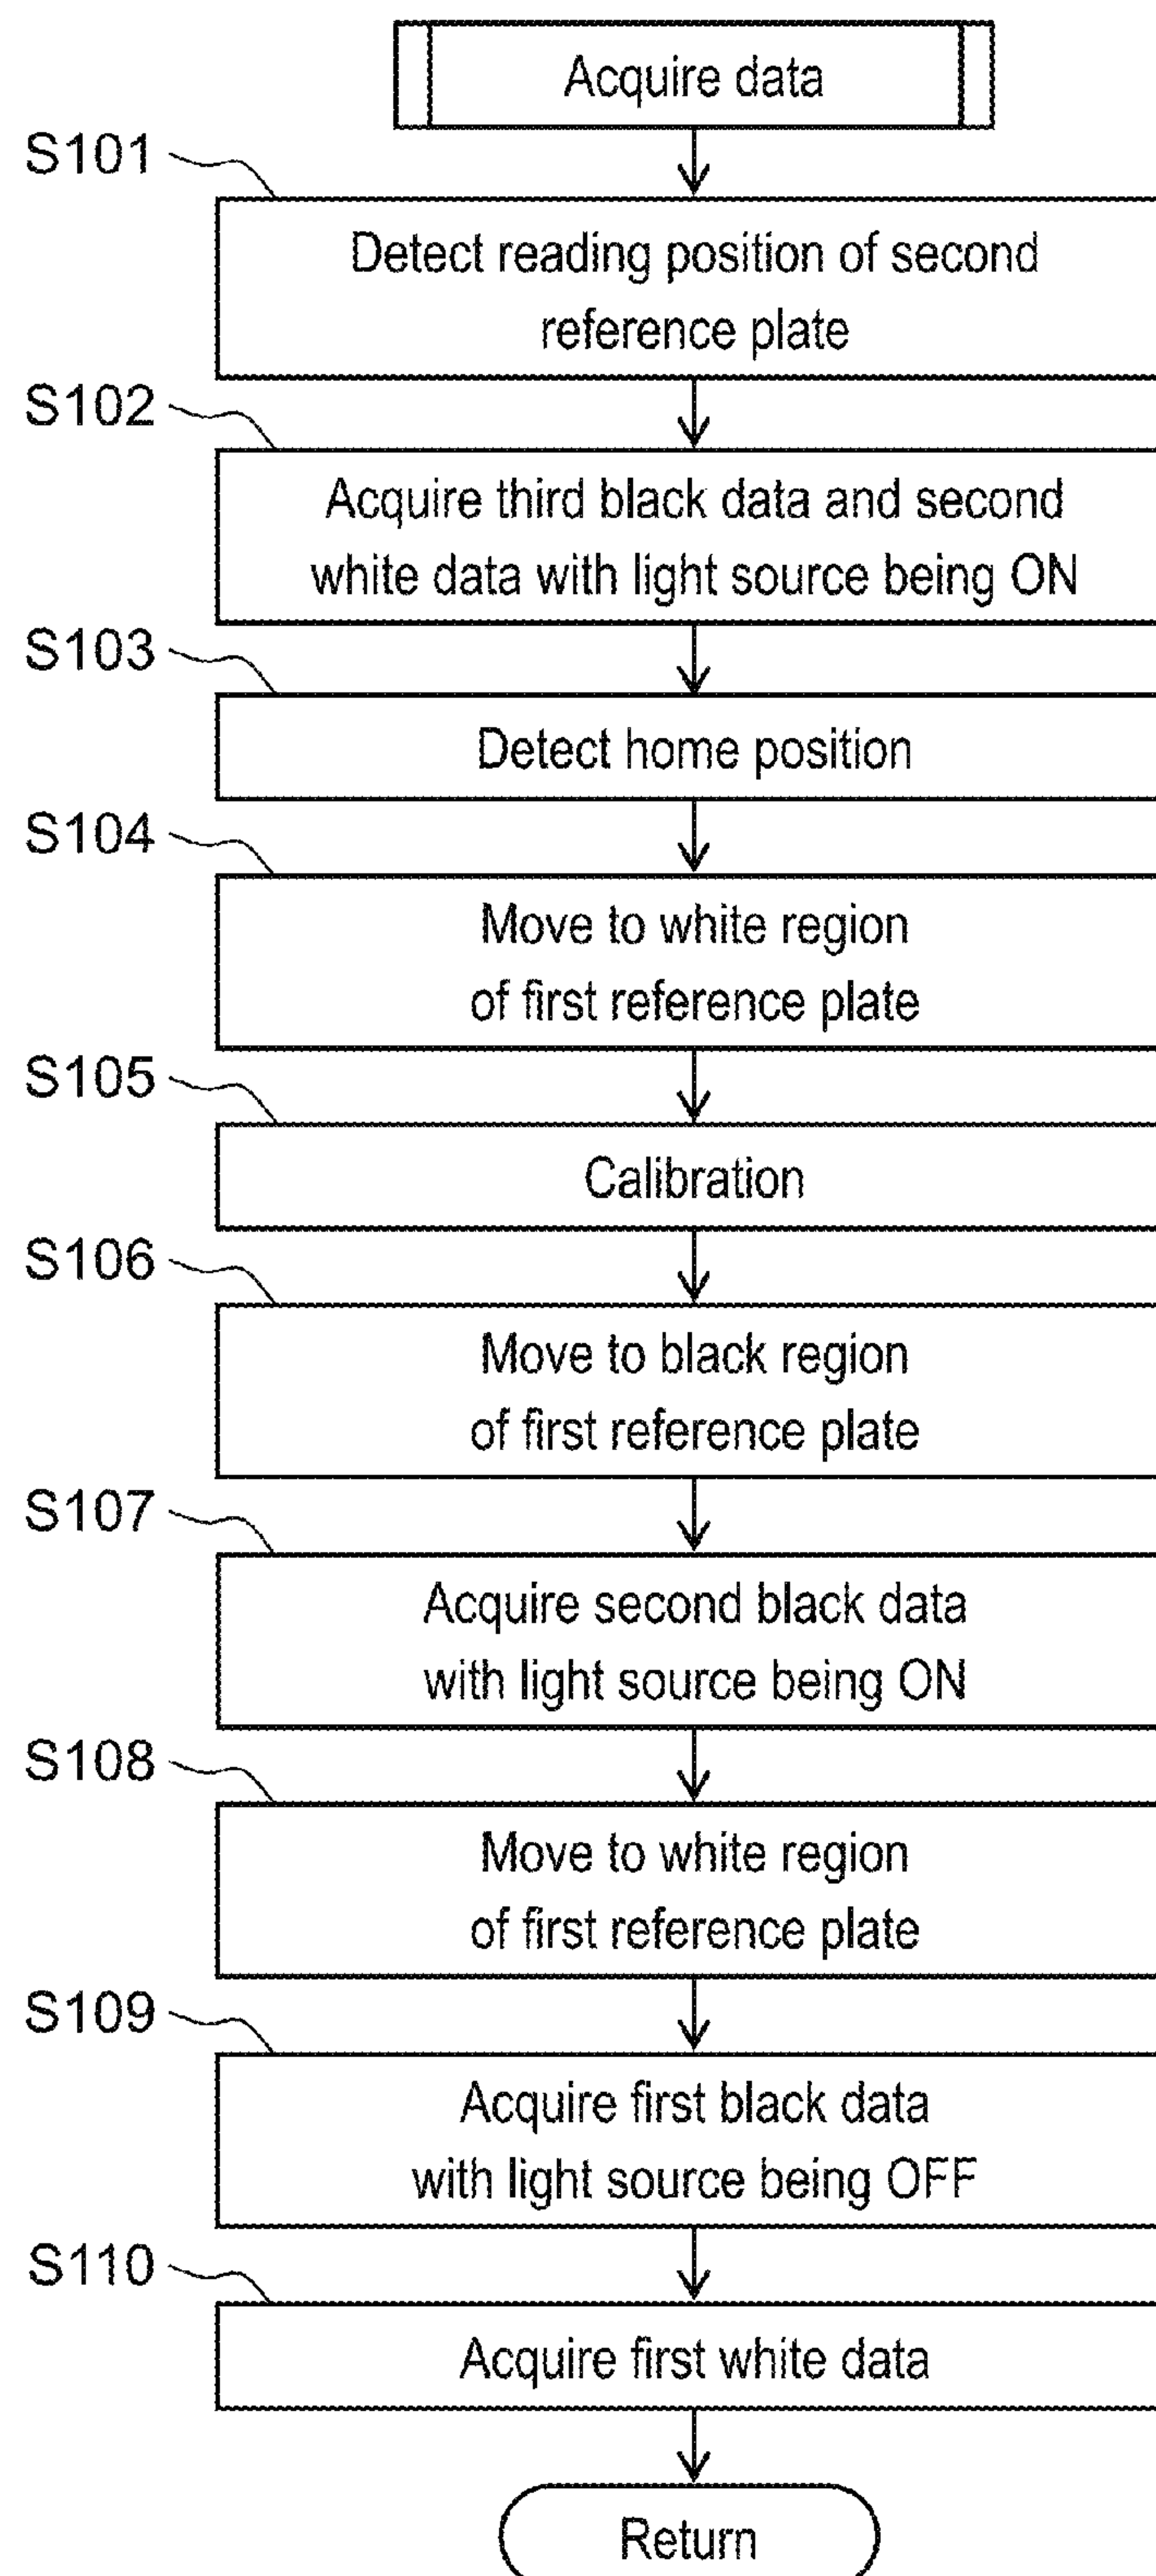 Acquire data
S101
Detect reading position of second
reference plate
S102
Acquire third black data and second
white data with light source being ON
S103
Detect home position
S104
Move to white region
of first reference plate
S105
Calibration
S106
Move to black region
of first reference plate
S107
Acquire second black data
with light source being ON
S108
Move to white region
of first reference plate
S109
Acquire first black data
with light source being OFF
S110
Acquire first white data
Return